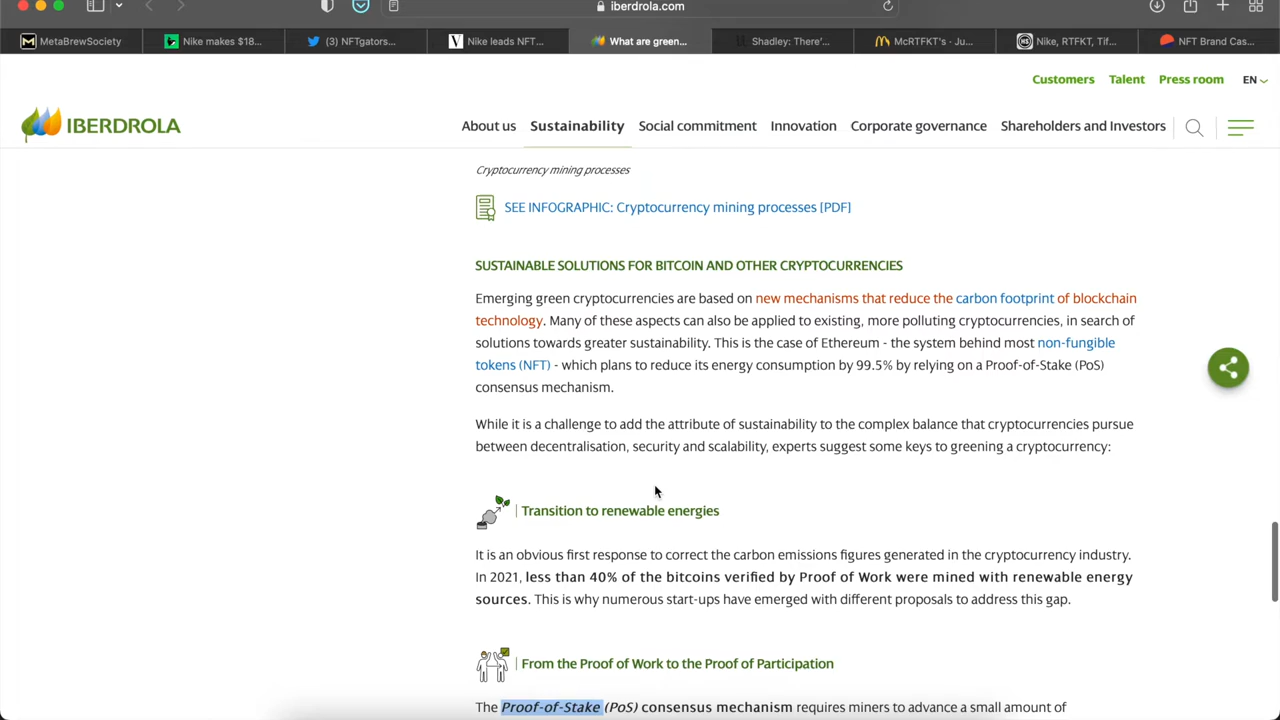 iberdrola.com
MetaBrewSociety
Nike makes $18...
(3) NFTgators...
Nike leads NFT...
What are green...
Shadley: There'...
McRTFKT's · Ju...
Nike, RTFKT, Tif...
NFT Brand Cas...
Customers Talent Press room EN
IBERDROLA
About us Sustainability Social commitment Innovation Corporate governance Shareholders and Investors
Cryptocurrency mining processes
SEE INFOGRAPHIC: Cryptocurrency mining processes [PDF]
SUSTAINABLE SOLUTIONS FOR BITCOIN AND OTHER CRYPTOCURRENCIES
Emerging green cryptocurrencies are based on new mechanisms that reduce the carbon footprint of blockchain
technology. Many of these aspects can also be applied to existing, more polluting cryptocurrencies, in search of
solutions towards greater sustainability. This is the case of Ethereum - the system behind most non-fungible
tokens (NFT) - which plans to reduce its energy consumption by 99.5% by relying on a Proof-of-Stake (PoS)
consensus mechanism.
While it is a challenge to add the attribute of sustainability to the complex balance that cryptocurrencies pursue
between decentralisation, security and scalability, experts suggest some keys to greening a cryptocurrency:
Transition to renewable energies
It is an obvious first response to correct the carbon emissions figures generated in the cryptocurrency industry.
In 2021, less than 40% of the bitcoins verified by Proof of Work were mined with renewable energy
sources. This is why numerous start-ups have emerged with different proposals to address this gap.
From the Proof of Work to the Proof of Participation
The Proof-of-Stake (PoS) consensus mechanism requires miners to advance a small amount of